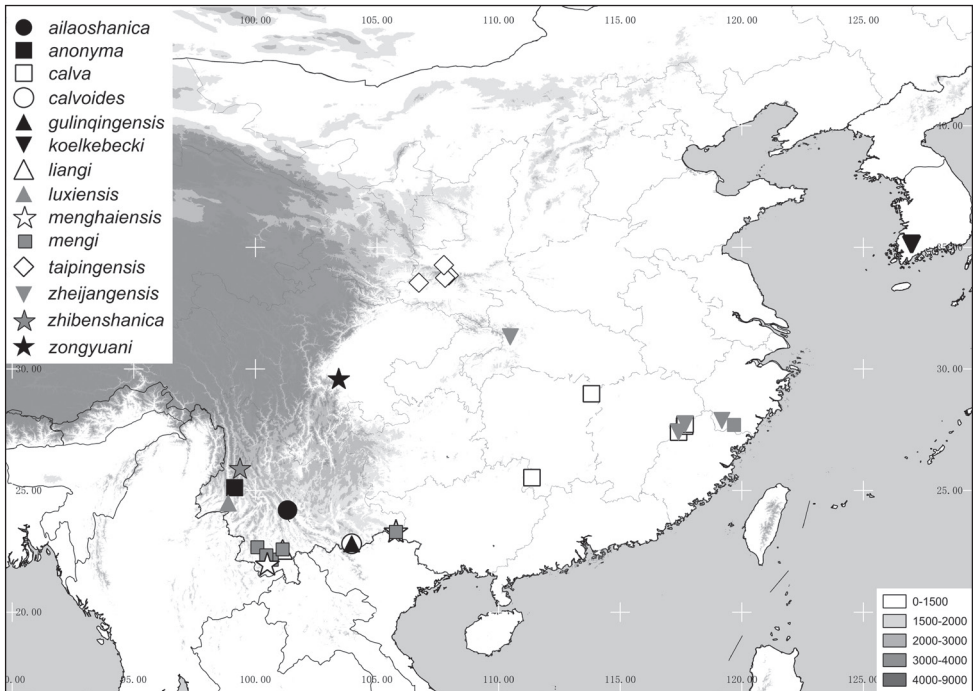 100.00 105.00 110.00 115.00 120.00 125.00
ailaoshanica
anonyma
calva
calvoides
gulinqingensis
koelkebecki
liangi
luxiensis
menghaiensis
mengi
taipingensis
zheijangensis
zhibenshanica
zongyuani
40.00
35.00
30.00 30.00
25.00 25.00
20.00 20.00
0-1500
1500-2000
2000-3000
3000-4000
4000-9000
95.00 100.00 105.00 110.00 115.00 120.00 125.00